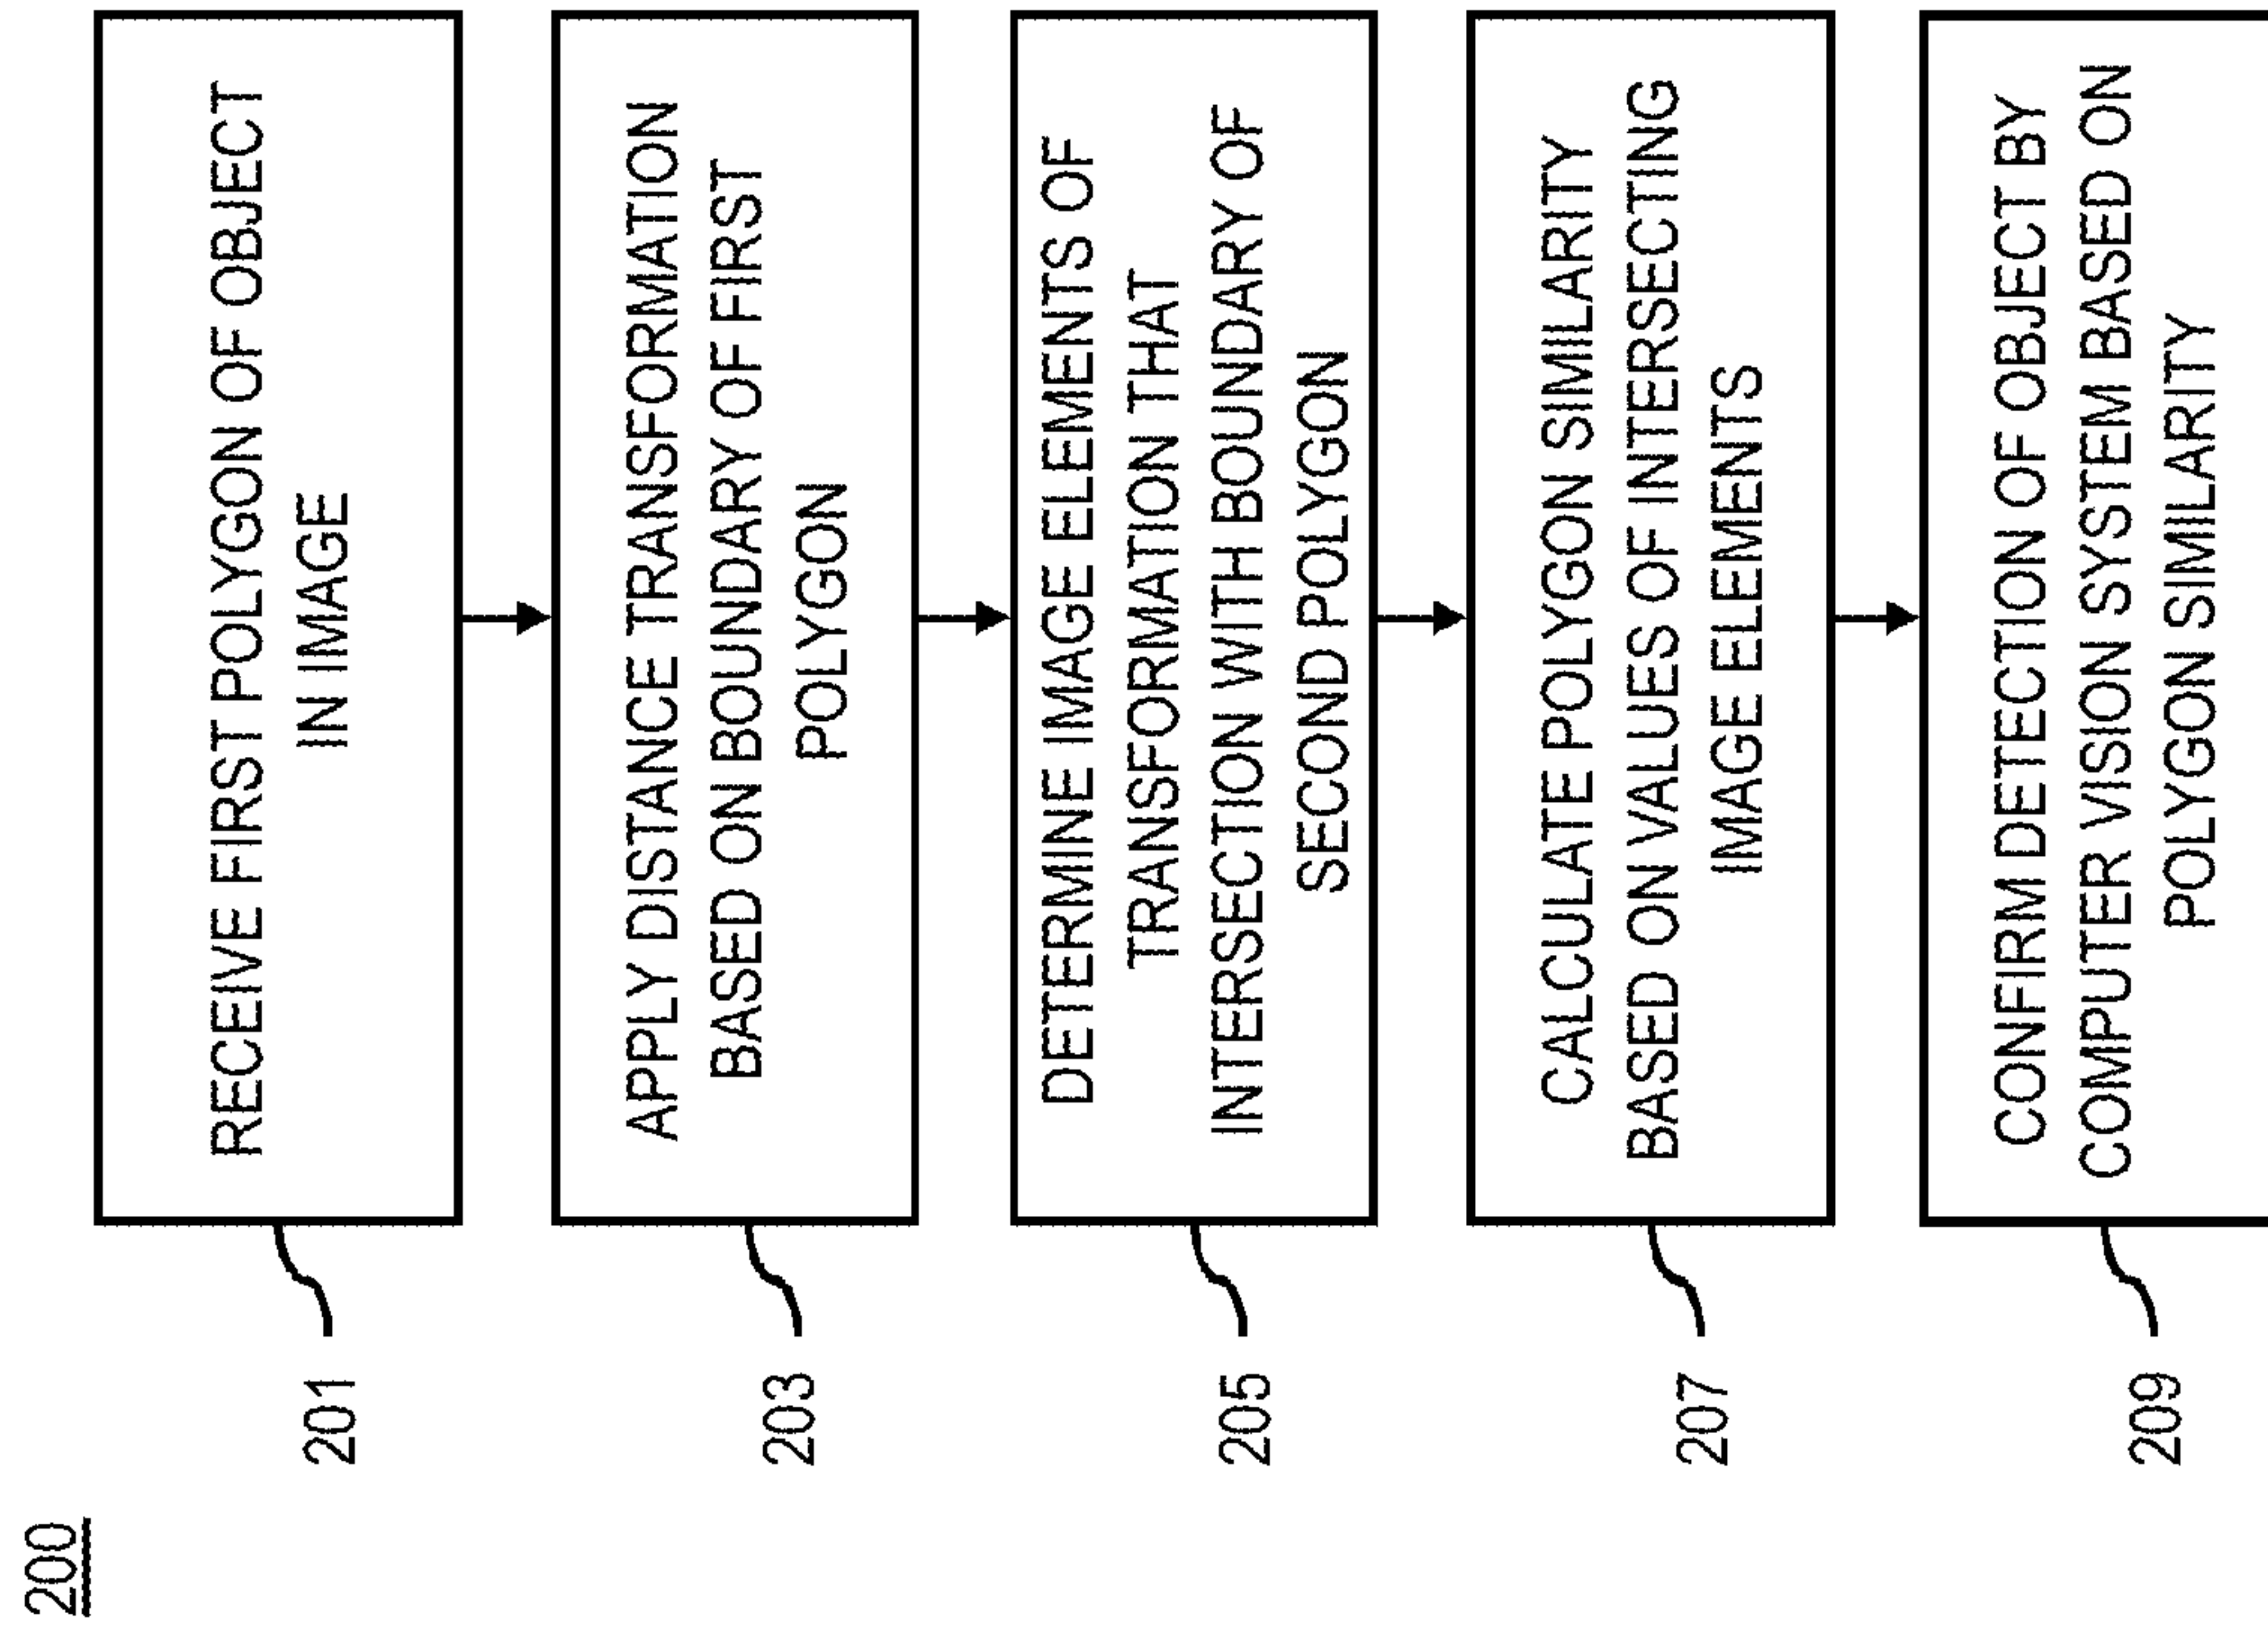 200
201
RECEIVE FIRST POLYGON OF OBJECT
IN IMAGE
203
APPLY DISTANCE TRANSFORMATION
BASED ON BOUNDARY OF FIRST
POLYGON
205
DETERMINE IMAGE ELEMENTS OF
TRANSFORMATION THAT
INTERSECTION WITH BOUNDARY OF
SECOND POLYGON
207
CALCULATE POLYGON SIMILARITY
BASED ON VALUES OF INTERSECTING
IMAGE ELEMENTS
209
CONFIRM DETECTION OF OBJECT BY
COMPUTER VISION SYSTEM BASED ON
POLYGON SIMILARITY